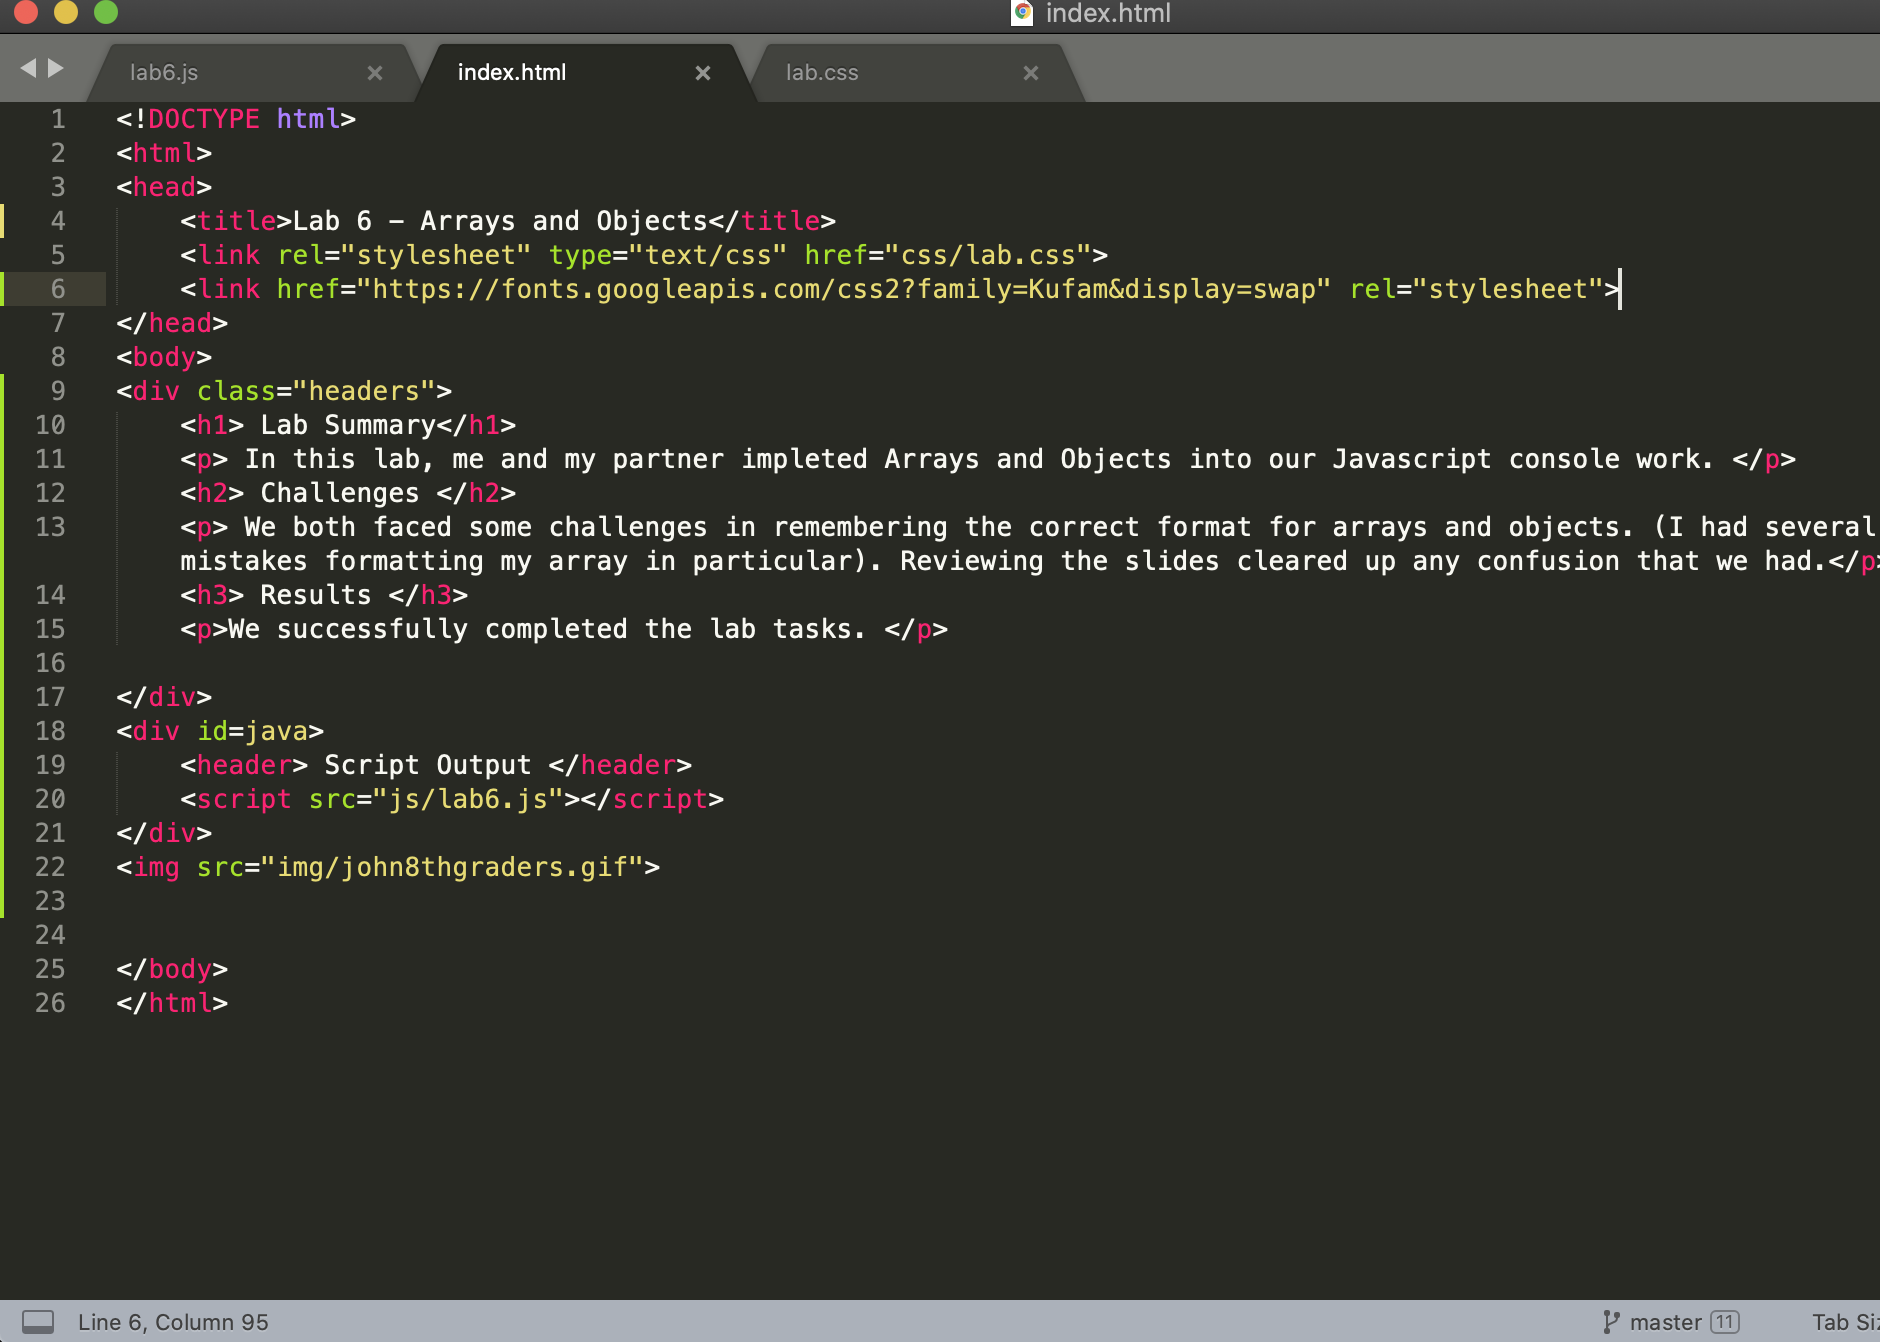 index.html
lab6.js
index.html
lab.css
1 <!DOCTYPE html>
2 <html>
3 <head>
4 <title>Lab 6 - Arrays and Objects</title>
5 <link rel="stylesheet" type="text/css" href="css/lab.css">
6 <link href="https://fonts.googleapis.com/css2?family=Kufam&display=swap" rel="stylesheet">
7 </head>
8 <body>
9 <div class="headers">
10 <h1> Lab Summary</h1>
11 <p> In this lab, me and my partner impleted Arrays and Objects into our Javascript console work. </p>
12 <h2> Challenges </h2>
13 <p> We both faced some challenges in remembering the correct format for arrays and objects. (I had several
mistakes formatting my array in particular). Reviewing the slides cleared up any confusion that we had.</p>
14 <h3> Results </h3>
15 <p>We successfully completed the lab tasks. </p>
16
17 </div>
18 <div id=java>
19 <header> Script Output </header>
20 <script src="js/lab6.js"></script>
21 </div>
22 <img src="img/john8thgraders.gif">
23
24
25 </body>
26 </html>
Line 6, Column 95
master 11
Tab Siz